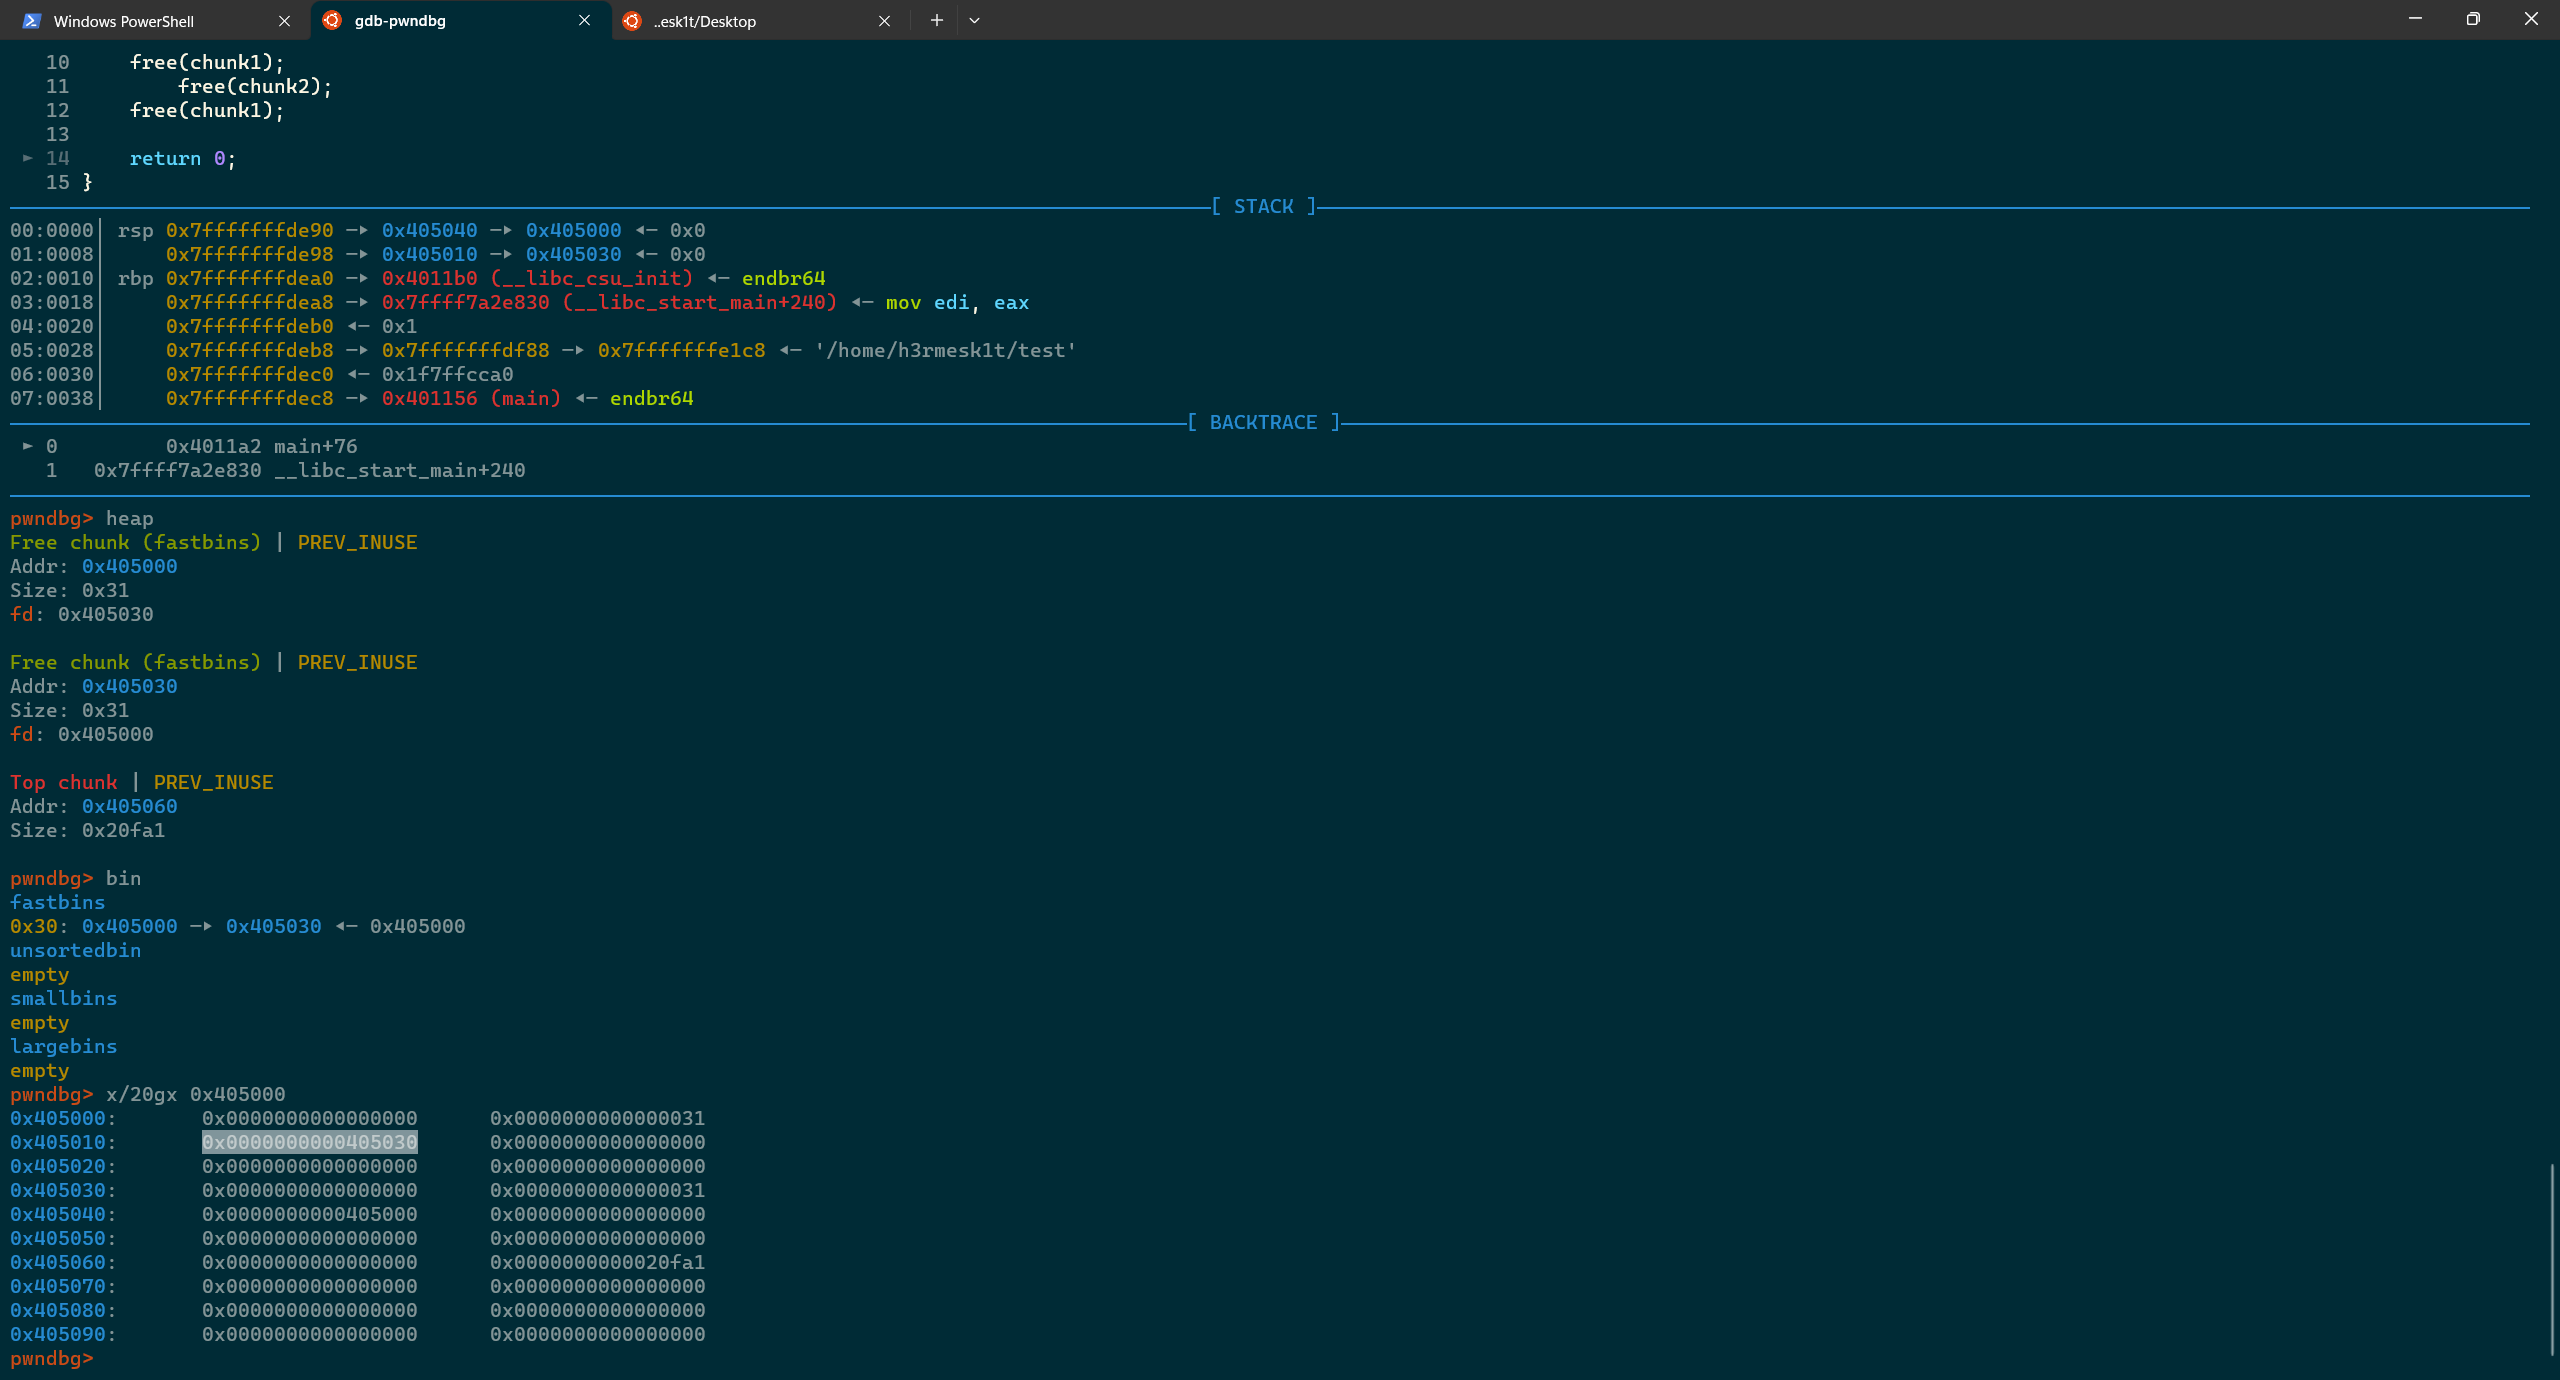 Windows PowerShell
gdb-pwndbg
..esk1t/Desktop
10     free(chunk1);
11         free(chunk2);
12     free(chunk1);
13
► 14     return 0;
15 }
[ STACK ]
00:0000│ rsp 0x7fffffffde90 —▸ 0x405040 —▸ 0x405000 ◂— 0x0
01:0008│     0x7fffffffde98 —▸ 0x405010 —▸ 0x405030 ◂— 0x0
02:0010│ rbp 0x7fffffffdea0 —▸ 0x4011b0 (__libc_csu_init) ◂— endbr64
03:0018│     0x7fffffffdea8 —▸ 0x7ffff7a2e830 (__libc_start_main+240) ◂— mov edi, eax
04:0020│     0x7fffffffdeb0 ◂— 0x1
05:0028│     0x7fffffffdeb8 —▸ 0x7fffffffdf88 —▸ 0x7fffffffe1c8 ◂— '/home/h3rmesk1t/test'
06:0030│     0x7fffffffdec0 ◂— 0x1f7ffcca0
07:0038│     0x7fffffffdec8 —▸ 0x401156 (main) ◂— endbr64
[ BACKTRACE ]
► 0         0x4011a2 main+76
1   0x7ffff7a2e830 __libc_start_main+240
pwndbg> heap
Free chunk (fastbins) | PREV_INUSE
Addr: 0x405000
Size: 0x31
fd: 0x405030
Free chunk (fastbins) | PREV_INUSE
Addr: 0x405030
Size: 0x31
fd: 0x405000
Top chunk | PREV_INUSE
Addr: 0x405060
Size: 0x20fa1
pwndbg> bin
fastbins
0x30: 0x405000 —▸ 0x405030 ◂— 0x405000
unsortedbin
empty
smallbins
empty
largebins
empty
pwndbg> x/20gx 0x405000
0x405000:       0x0000000000000000      0x0000000000000031
0x405010:       0x0000000000405030      0x0000000000000000
0x405020:       0x0000000000000000      0x0000000000000000
0x405030:       0x0000000000000000      0x0000000000000031
0x405040:       0x0000000000405000      0x0000000000000000
0x405050:       0x0000000000000000      0x0000000000000000
0x405060:       0x0000000000000000      0x0000000000020fa1
0x405070:       0x0000000000000000      0x0000000000000000
0x405080:       0x0000000000000000      0x0000000000000000
0x405090:       0x0000000000000000      0x0000000000000000
pwndbg>